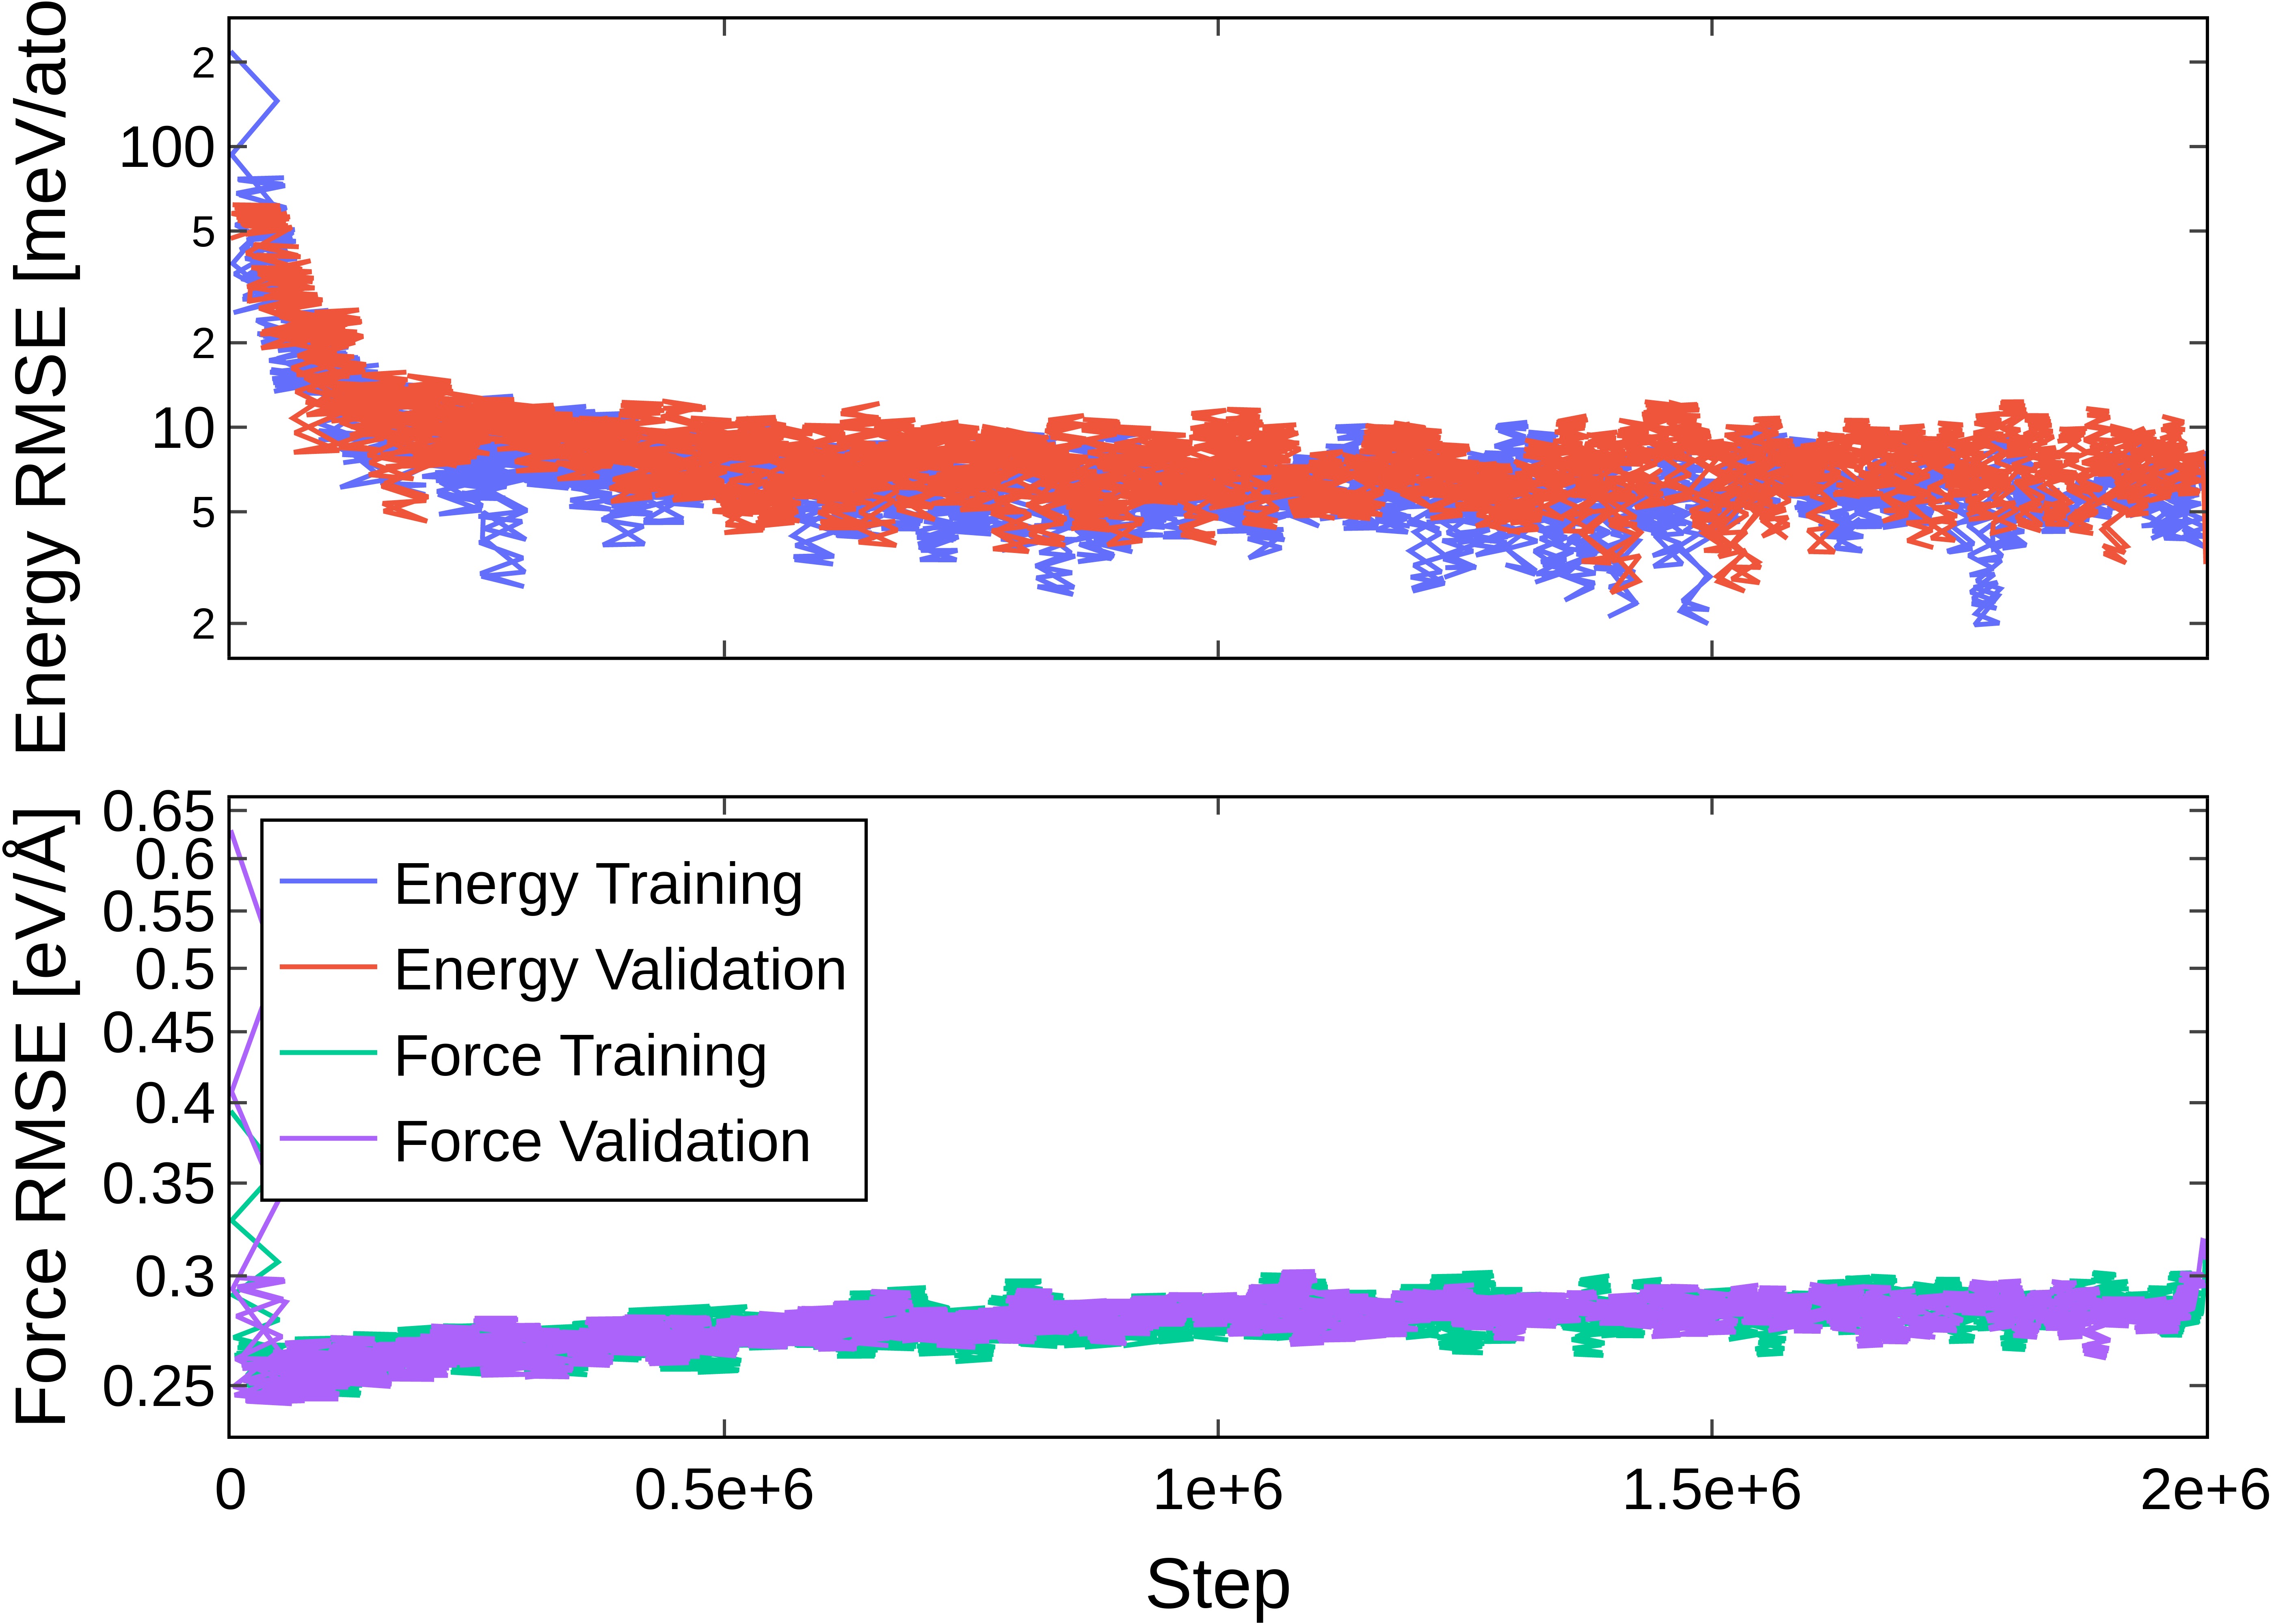 Energy RMSE [meV/ato
2
100
5
2
10
5
2
Force RMSE [eV/Å]
0.65
0.6
0.55
0.5
0.45
0.4
0.35
0.3
0.25
Energy Training
Energy Validation
Force Training
Force Validation
0 0.5e+6 1e+6 1.5e+6 2e+6
Step